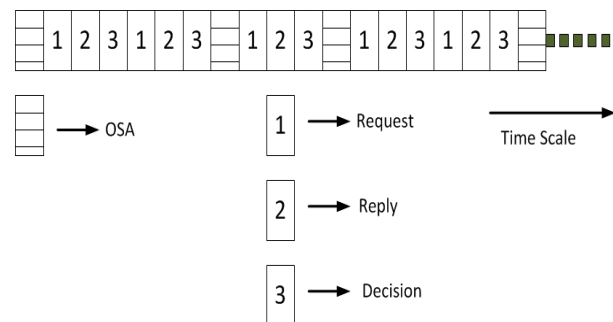 1 2 3 1 2 3 1 2 3 1 2 3 1 2 3
OSA
1 Request
Time Scale
2 Reply
3 Decision